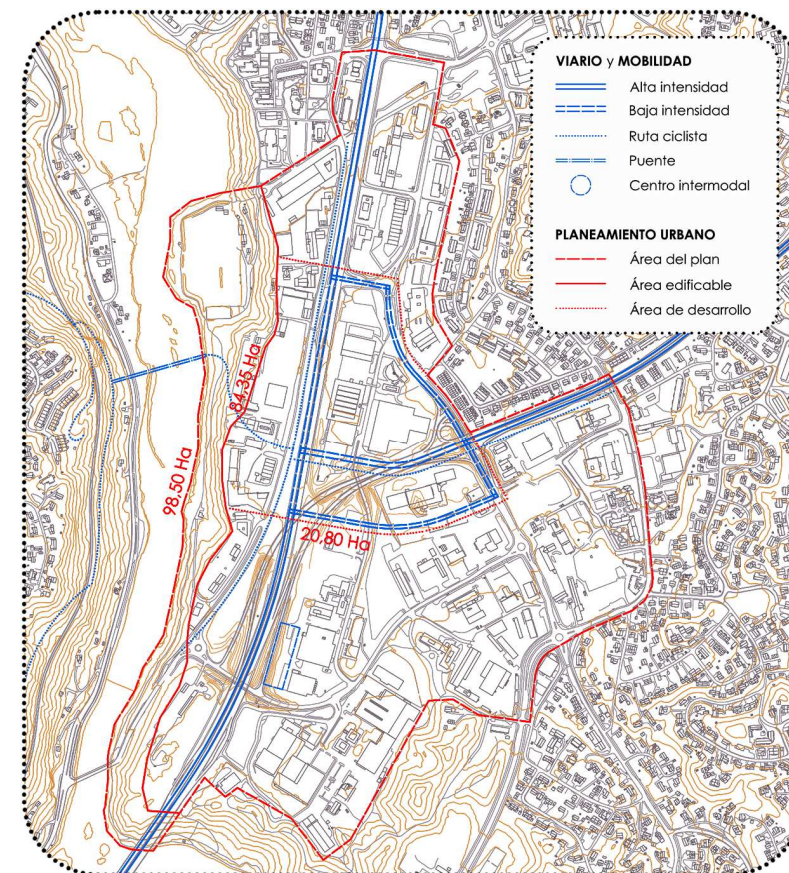 VIARIO y MOBILIDAD
Alta intensidad
Baja intensidad
Ruta ciclista
Puente
Centro intermodal
PLANEAMIENTO URBANO
Área del plan
Área edificable
Área de desarrollo
84.35 Ha
98.50 Ha
20.80 Ha